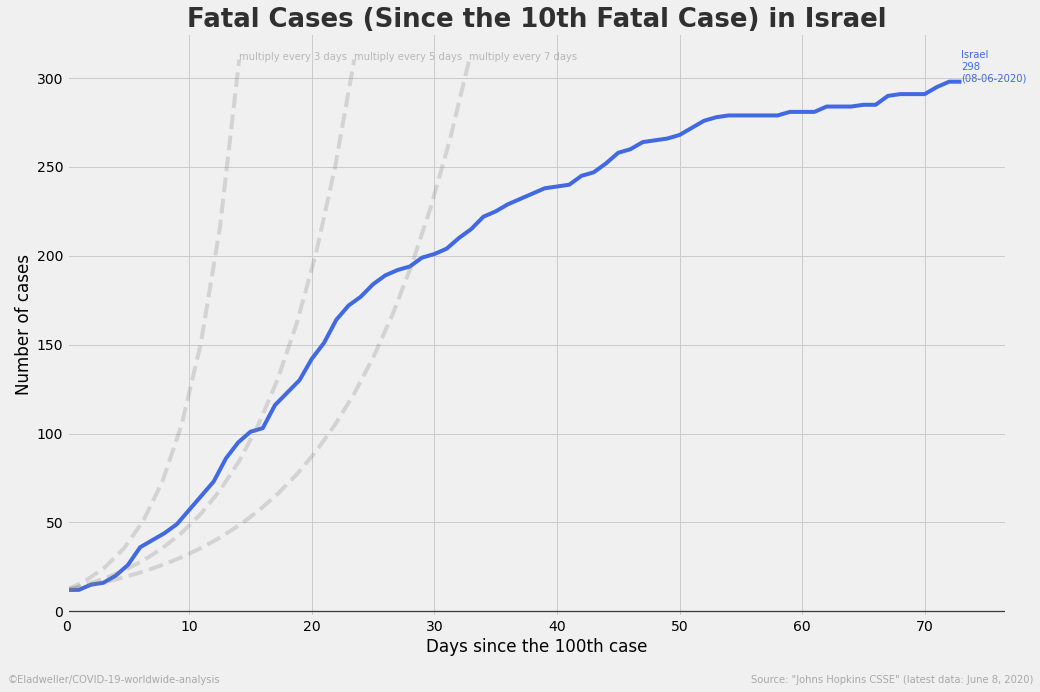 Fatal Cases (Since the 10th Fatal Case) in Israel
multiply every 3 days
multiply every 5 days
multiply every 7 days
Israel
298
(08-06-2020)
Number of cases
300
250
200
150
100
50
0
0
10
20
30
40
50
60
70
Days since the 100th case
©Eladweller/COVID-19-worldwide-analysis
Source: "Johns Hopkins CSSE" (latest data: June 8, 2020)